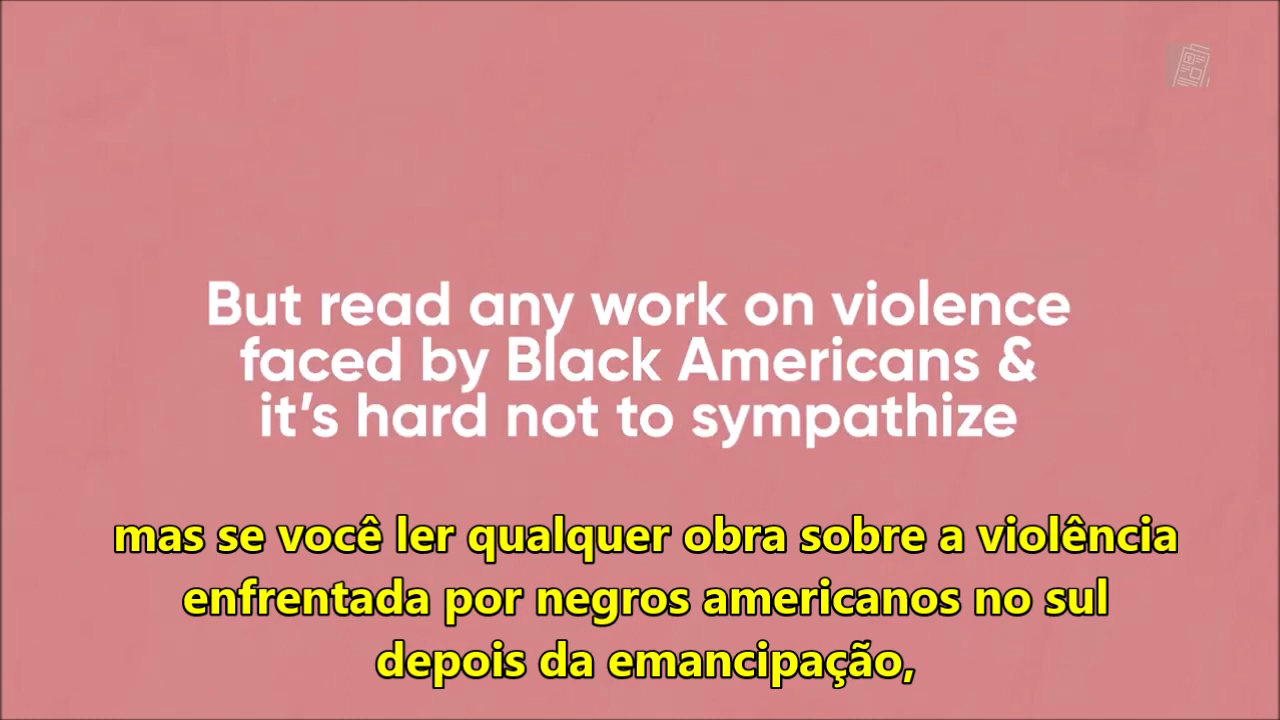 But read any work on violence
faced by Black Americans &
it's hard not to sympathize
mas se você ler qualquer obra sobre a violência
enfrentada por negros americanos no sul
depois da emancipação,